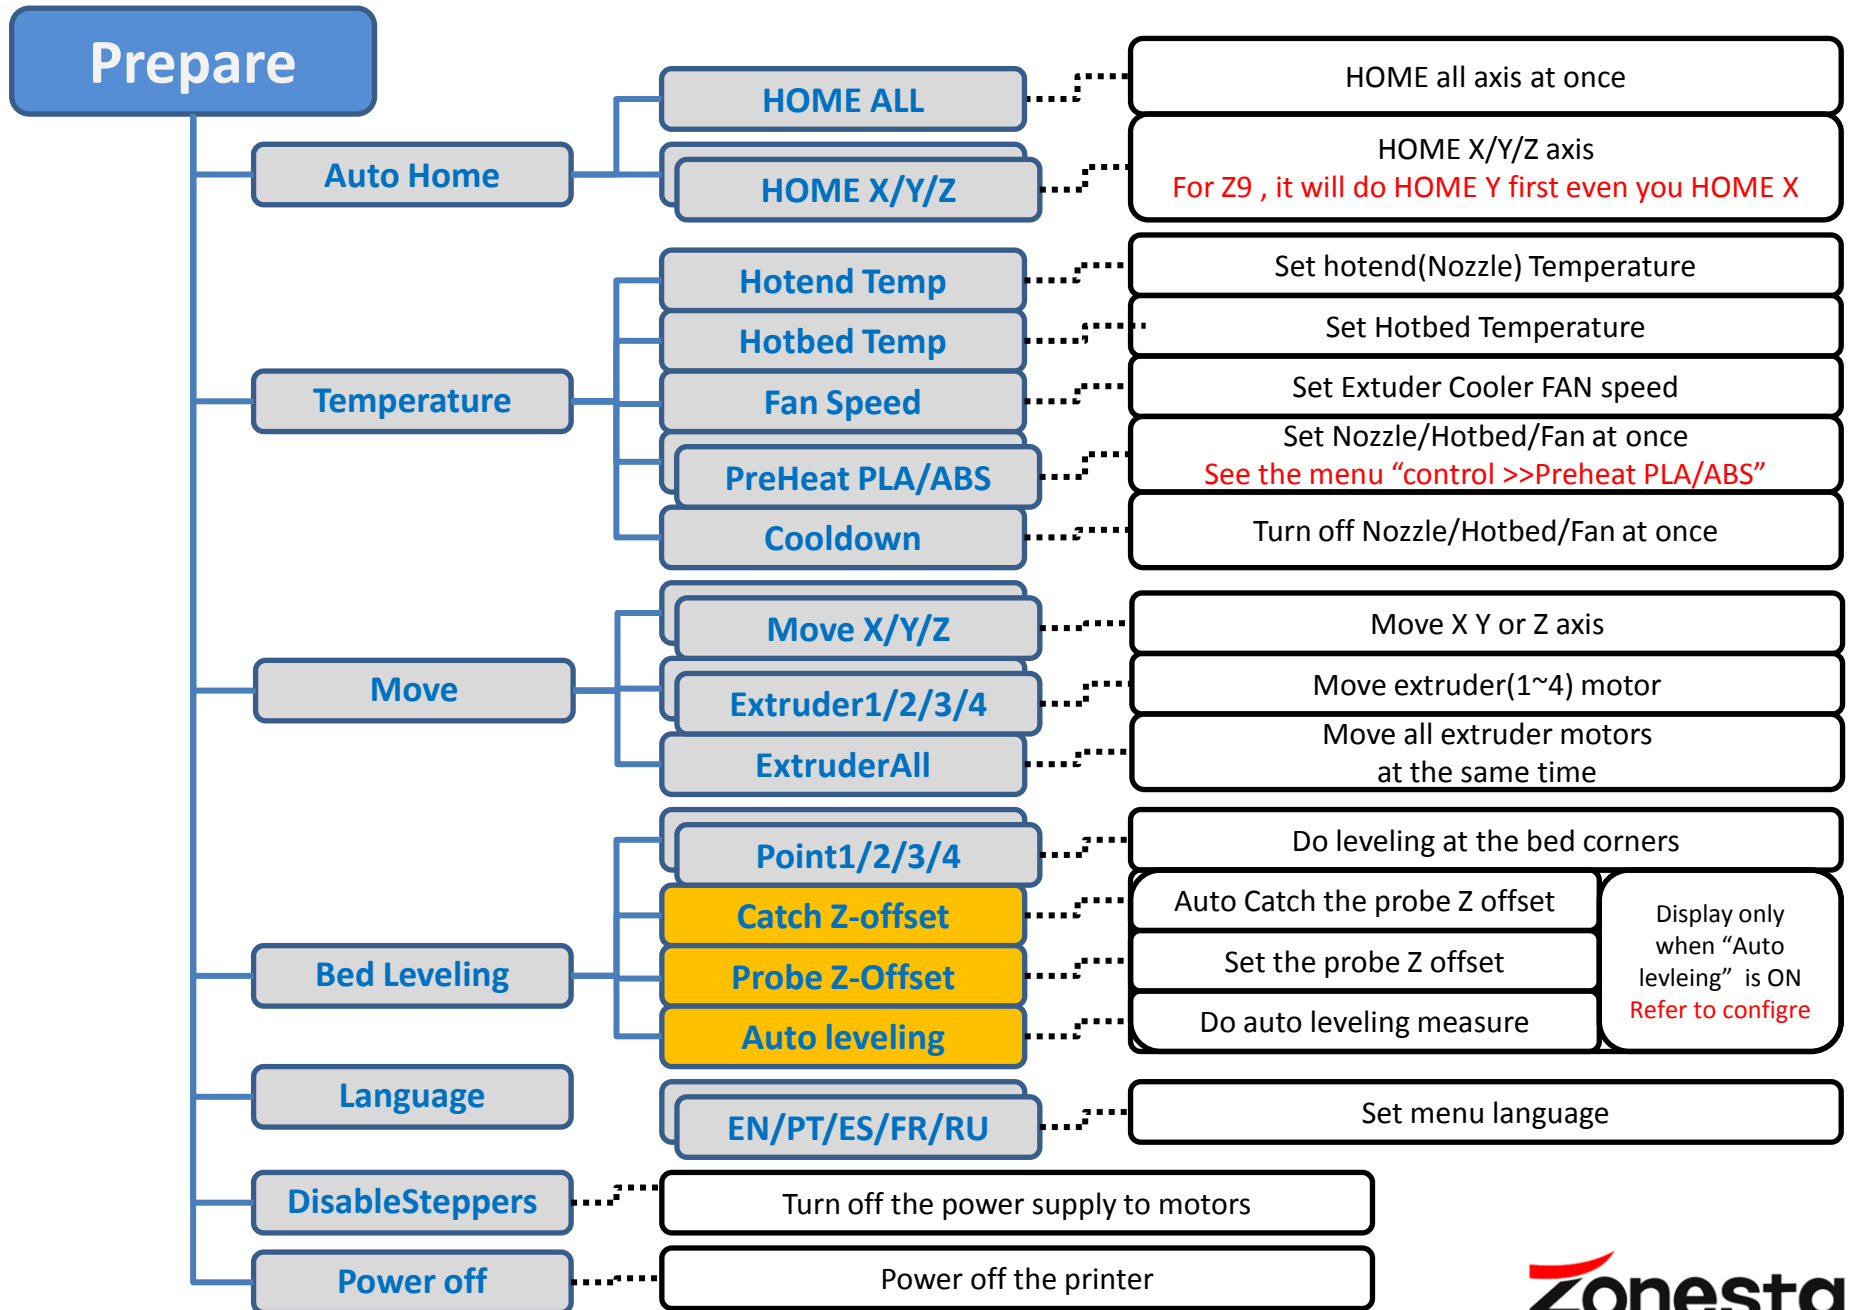 Prepare
HOME ALL
HOME all axis at once
Auto Home
HOME X/Y/Z
HOME X/Y/Z axis
For Z9 , it will do HOME Y first even you HOME X
Hotend Temp
Set hotend(Nozzle) Temperature
Hotbed Temp
Set Hotbed Temperature
Temperature
Fan Speed
Set Extuder Cooler FAN speed
PreHeat PLA/ABS
Set Nozzle/Hotbed/Fan at once
See the menu “control >>Preheat PLA/ABS”
Cooldown
Turn off Nozzle/Hotbed/Fan at once
Move X/Y/Z
Move X Y or Z axis
Move
Extruder1/2/3/4
Move extruder(1~4) motor
ExtruderAll
Move all extruder motors
at the same time
Point1/2/3/4
Do leveling at the bed corners
Catch Z-offset
Auto Catch the probe Z offset
Bed Leveling
Probe Z-Offset
Set the probe Z offset
Auto leveling
Do auto leveling measure
Display only
when “Auto
levleing” is ON
Refer to configre
Language
EN/PT/ES/FR/RU
Set menu language
DisableSteppers
Turn off the power supply to motors
Power off
Power off the printer
Zonesta